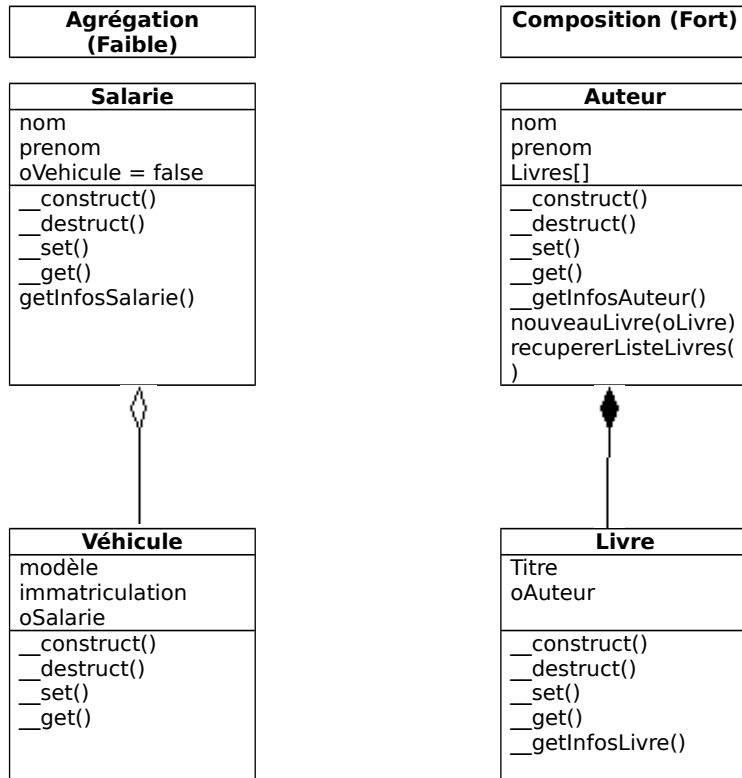 Agrégation
(Faible)
Salarie
nom
prenom
oVehicule = false
__construct()
__destruct()
__set()
__get()
getInfosSalarie()
Véhicule
modèle
immatriculation
oSalarie
__construct()
__destruct()
__set()
__get()
Composition (Fort)
Auteur
nom
prenom
Livres[]
__construct()
__destruct()
__set()
__get()
__getInfosAuteur()
nouveauLivre(oLivre)
recupererListeLivres(
)
Livre
Titre
oAuteur
__construct()
__destruct()
__set()
__get()
__getInfosLivre()